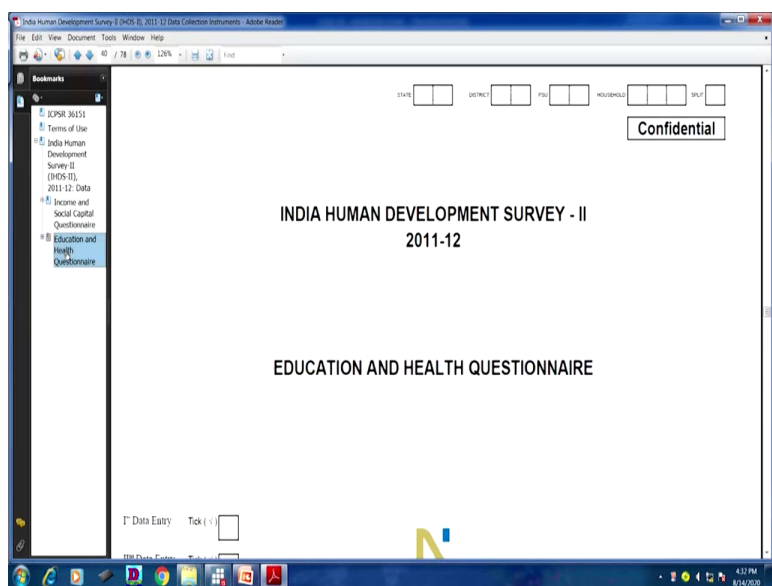 India Human Development Survey-II (IHDS-II), 2011-12 Data Collection Instruments - Adobe Reader
File Edit View Document Tools Window Help
40 / 78 126% Find
Bookmarks
ICPSR 36151
Terms of Use
India Human
Development
Survey-II
(IHDS-II),
2011-12: Data
Income and
Social Capital
Questionnaire
Education and
Health
Questionnaire
STATE DISTRICT PSU HOUSEHOLD SPLIT
Confidential
INDIA HUMAN DEVELOPMENT SURVEY - II
2011-12
EDUCATION AND HEALTH QUESTIONNAIRE
Ist Data Entry Tick ( √ )
4:32 PM
8/14/2020